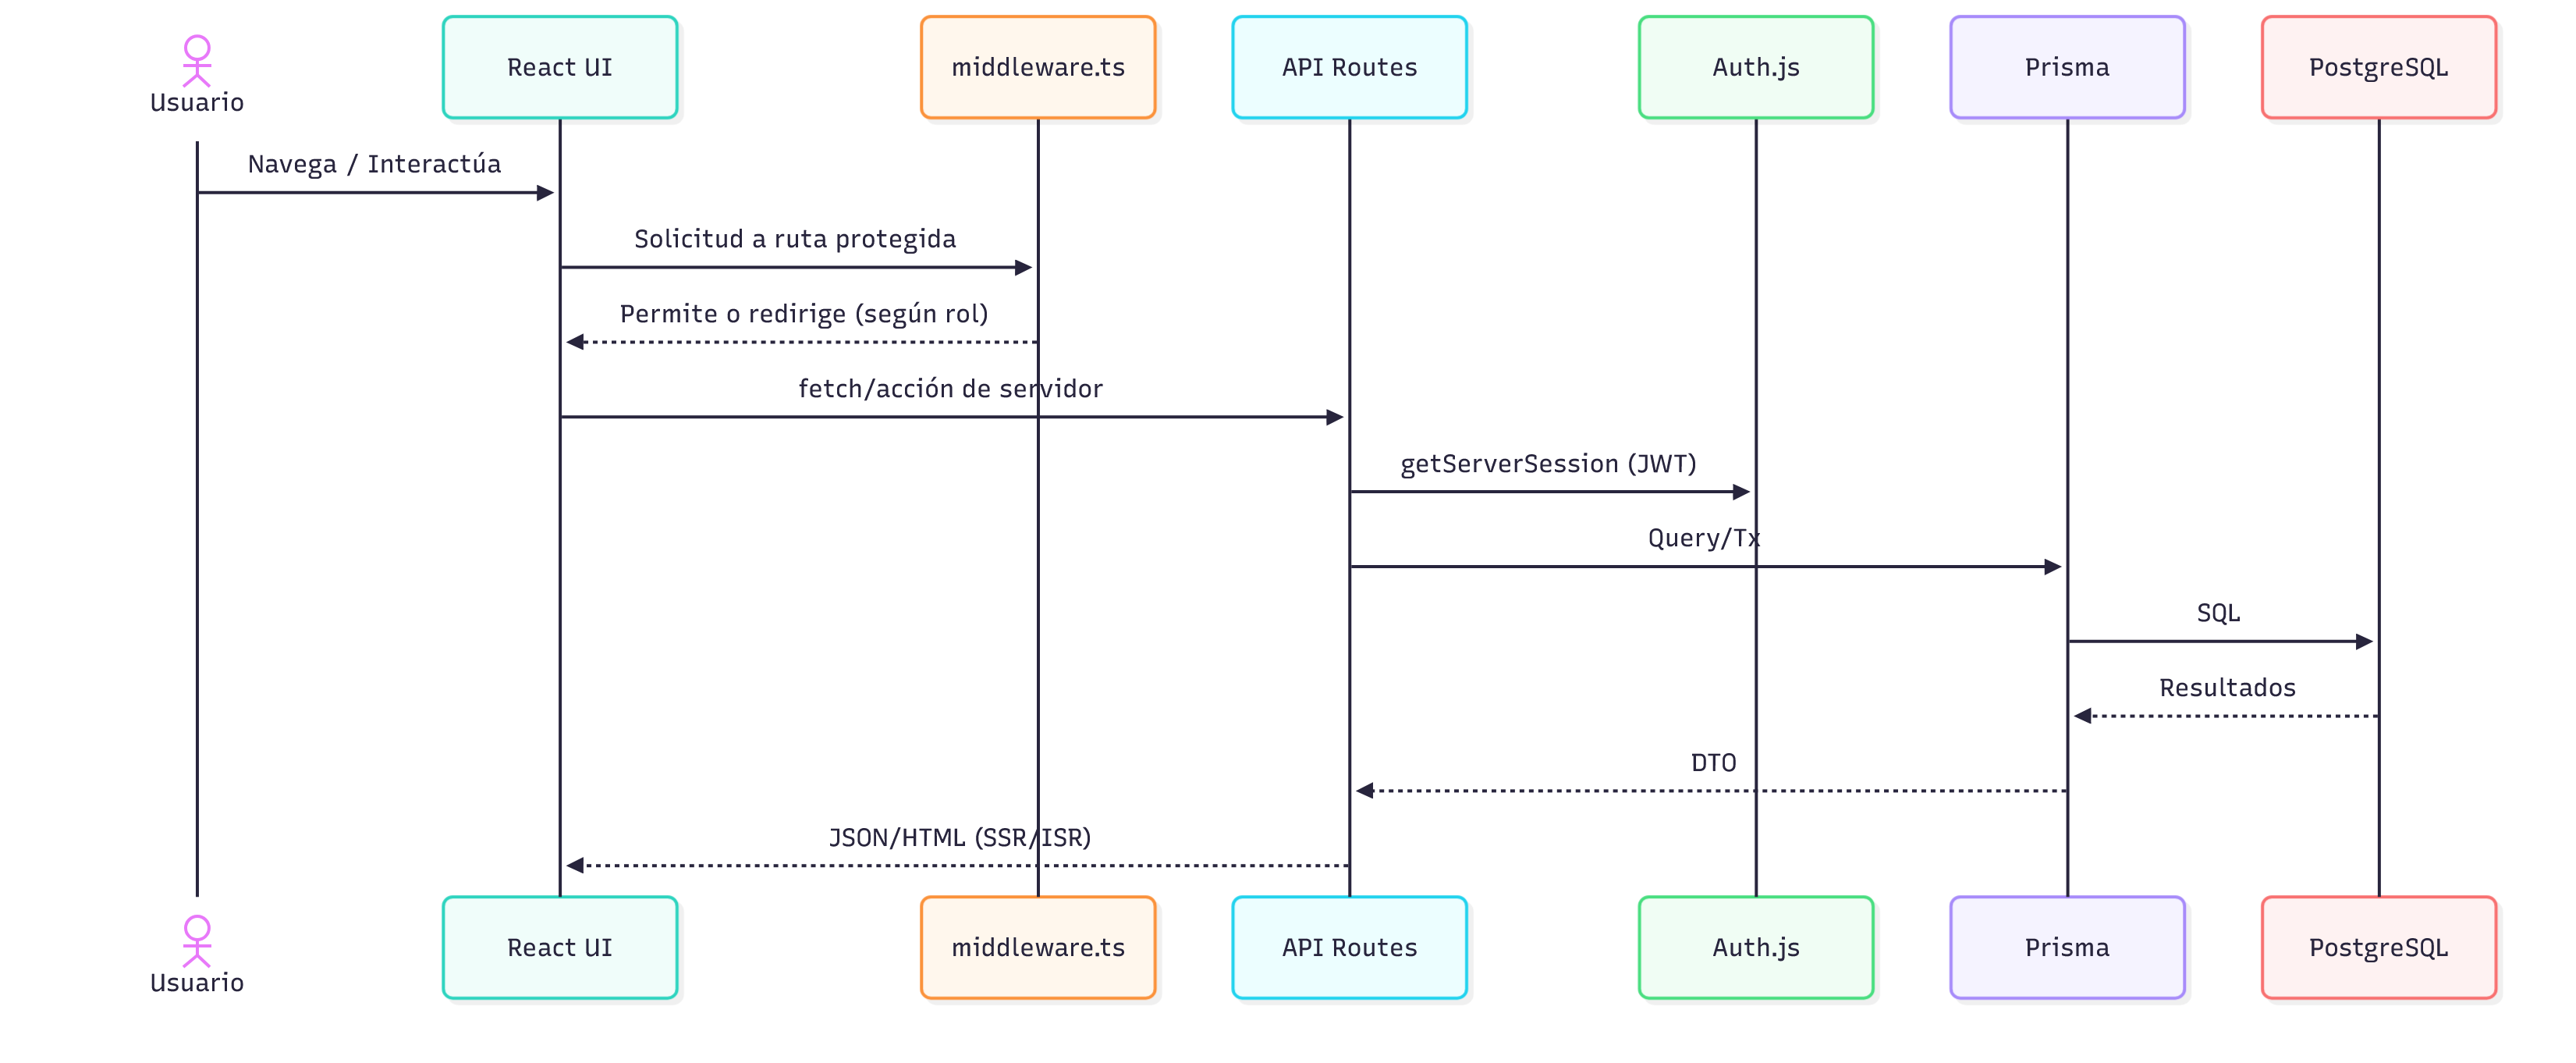 Usuario
React UI
middleware.ts
API Routes
Auth.js
Prisma
PostgreSQL
Navega / Interactúa
Solicitud a ruta protegida
Permite o redirige (según rol)
fetch/acción de servidor
getServerSession (JWT)
Query/Tx
SQL
Resultados
DTO
JSON/HTML (SSR/ISR)
Usuario
React UI
middleware.ts
API Routes
Auth.js
Prisma
PostgreSQL